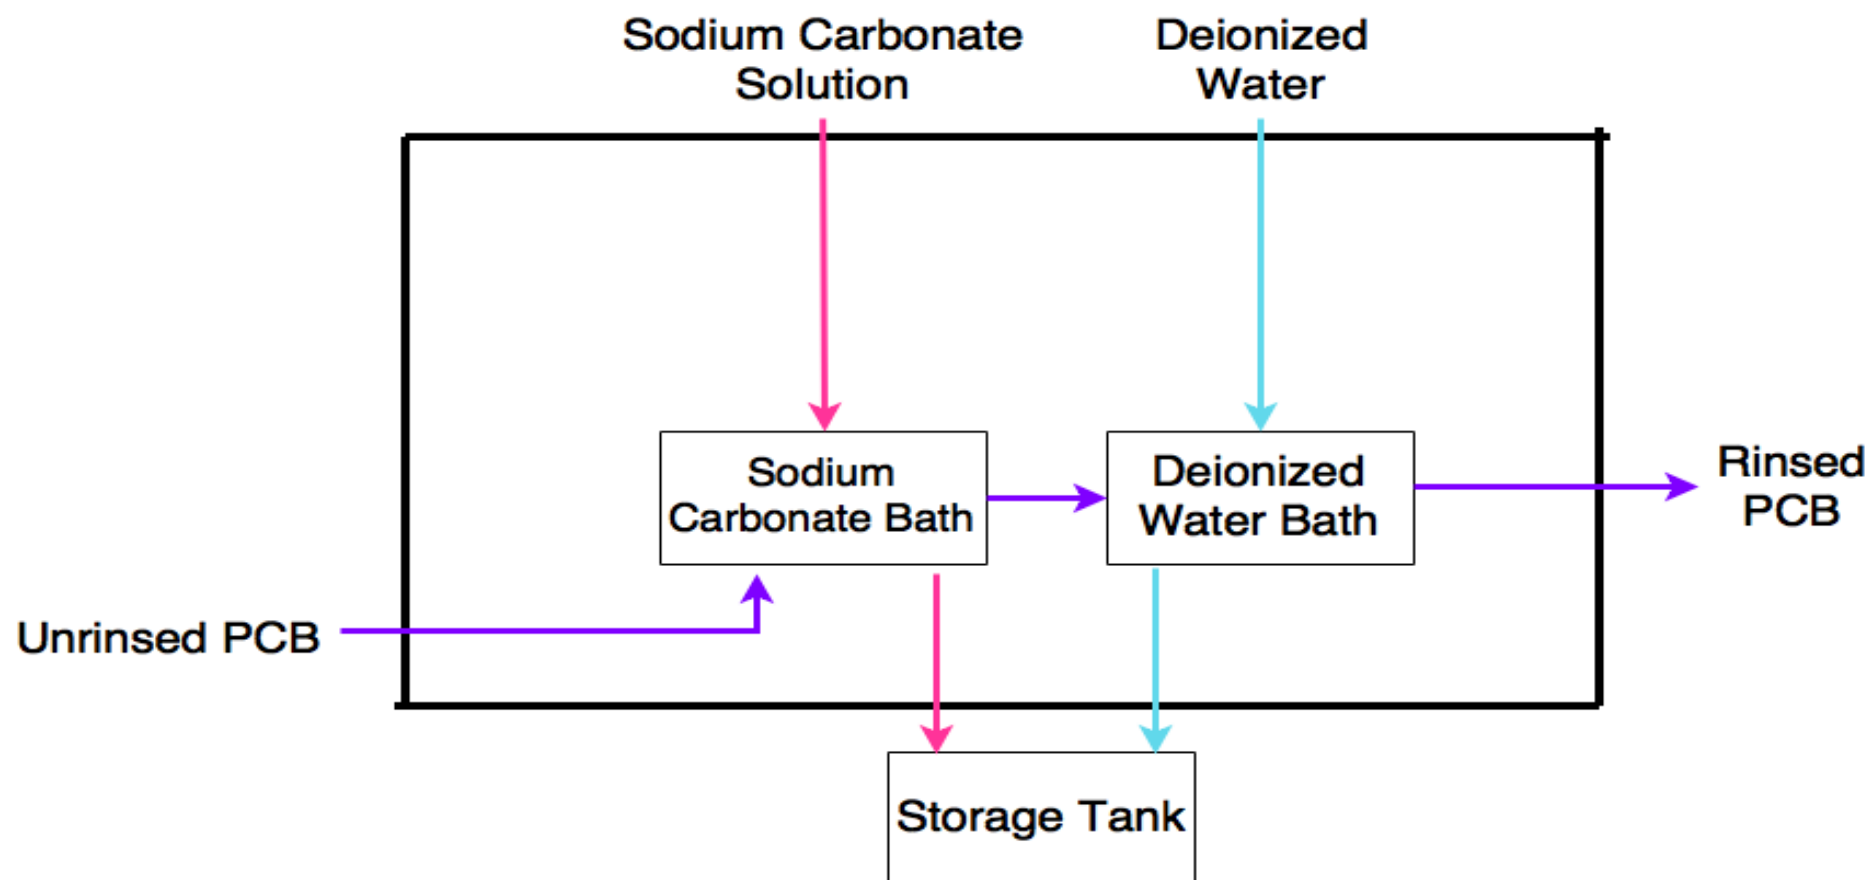 Sodium Carbonate
Solution
Deionized
Water
Sodium
Carbonate Bath
Deionized
Water Bath
Rinsed
PCB
Unrinsed PCB
Storage Tank